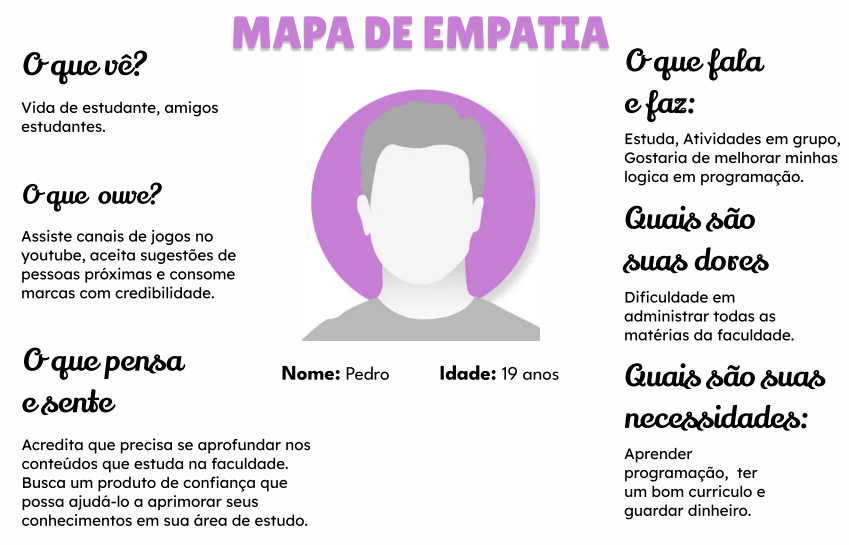 MAPA DE EMPATIA
O que vê?
Vida de estudante, amigos
estudantes.
O que ouve?
Assiste canais de jogos no
youtube, aceita sugestões de
pessoas próximas e consome
marcas com credibilidade.
O que pensa
e sente
Acredita que precisa se aprofundar nos
conteúdos que estuda na faculdade.
Busca um produto de confiança que
possa ajudá-lo a aprimorar seus
conhecimentos em sua área de estudo.
Nome: Pedro
Idade: 19 anos
O que fala
e faz:
Estuda, Atividades em grupo,
Gostaria de melhorar minhas
logica em programação.
Quais são
suas dores
Dificuldade em
administrar todas as
matérias da faculdade.
Quais são suas
necessidades:
Aprender
programação, ter
um bom curriculo e
guardar dinheiro.